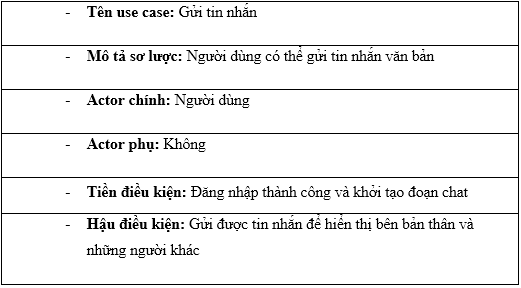 - Tên use case: Gửi tin nhắn
- Mô tả sơ lược: Người dùng có thể gửi tin nhắn văn bản
- Actor chính: Người dùng
- Actor phụ: Không
- Tiền điều kiện: Đăng nhập thành công và khởi tạo đoạn chat
- Hậu điều kiện: Gửi được tin nhắn để hiển thị bên bản thân và
những người khác